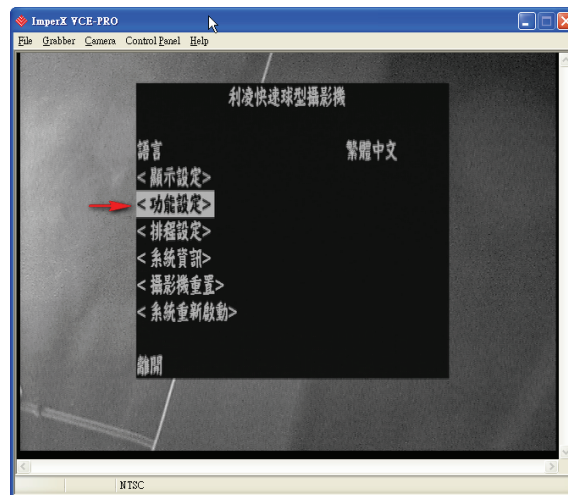 ImperX VCE-PRO
File Grabber Camera Control Panel Help
利凌快速球型攝影機
語言 繁體中文
<顯示設定>
<功能設定>
<排程設定>
<系統資訊>
<攝影機重置>
<系統重新啟動>
離開
NTSC